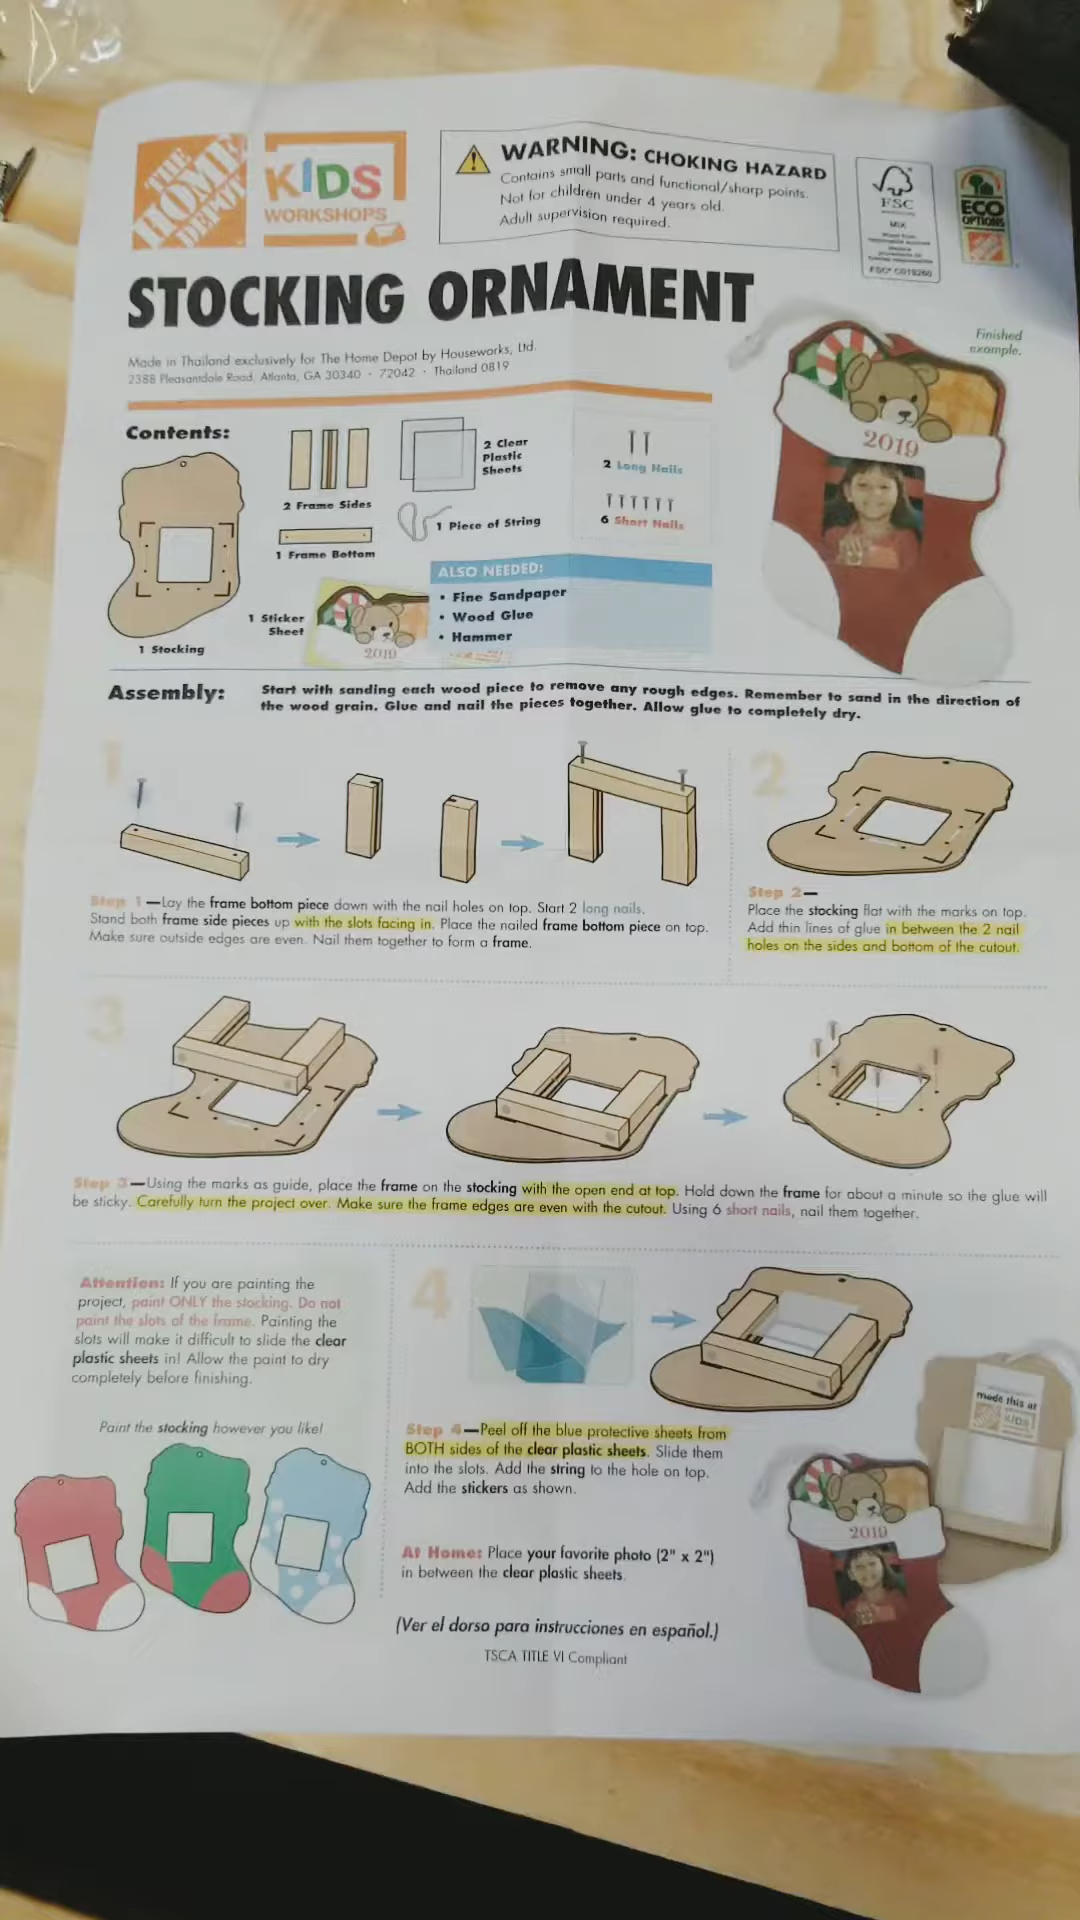 THE HOME DEPOT
KIDS
WORKSHOPS
WARNING: CHOKING HAZARD
Contains small parts and functional/sharp points.
Not for children under 4 years old.
Adult supervision required.
FSC
MIX
FSC® C019260
ECO
OPTIONS
STOCKING ORNAMENT
Made in Thailand exclusively for The Home Depot by Houseworks, Ltd.
2388 Pleasantdale Road, Atlanta, GA 30340 · 72042 · Thailand 0819
Finished
example.
2019
Contents:
1 Stocking
2 Frame Sides
1 Frame Bottom
2 Clear
Plastic
Sheets
1 Piece of String
2 Long Nails
6 Short Nails
1 Sticker
Sheet
2019
ALSO NEEDED:
• Fine Sandpaper
• Wood Glue
• Hammer
Assembly:
Start with sanding each wood piece to remove any rough edges. Remember to sand in the direction of
the wood grain. Glue and nail the pieces together. Allow glue to completely dry.
1
Step 1—Lay the frame bottom piece down with the nail holes on top. Start 2 long nails.
Stand both frame side pieces up with the slots facing in. Place the nailed frame bottom piece on top.
Make sure outside edges are even. Nail them together to form a frame.
2
Step 2—
Place the stocking flat with the marks on top.
Add thin lines of glue in between the 2 nail
holes on the sides and bottom of the cutout.
3
Step 3—Using the marks as guide, place the frame on the stocking with the open end at top. Hold down the frame for about a minute so the glue will
be sticky. Carefully turn the project over. Make sure the frame edges are even with the cutout. Using 6 short nails, nail them together.
Attention: If you are painting the
project, paint ONLY the stocking. Do not
paint the slots of the frame. Painting the
slots will make it difficult to slide the clear
plastic sheets in! Allow the paint to dry
completely before finishing.
Paint the stocking however you like!
4
Step 4—Peel off the blue protective sheets from
BOTH sides of the clear plastic sheets. Slide them
into the slots. Add the string to the hole on top.
Add the stickers as shown.
At Home: Place your favorite photo (2" x 2")
in between the clear plastic sheets.
made this at
KIDS
2019
(Ver el dorso para instrucciones en español.)
TSCA TITLE VI Compliant